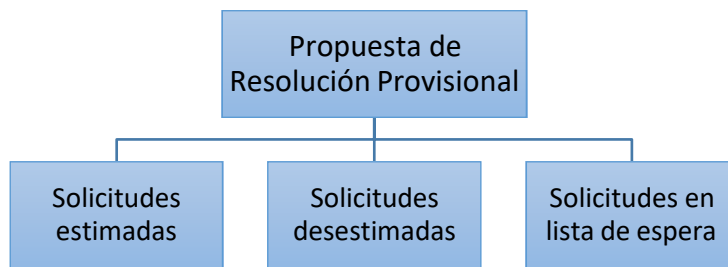 Propuesta de
Resolución Provisional
Solicitudes
estimadas
Solicitudes
desestimadas
Solicitudes en
lista de espera